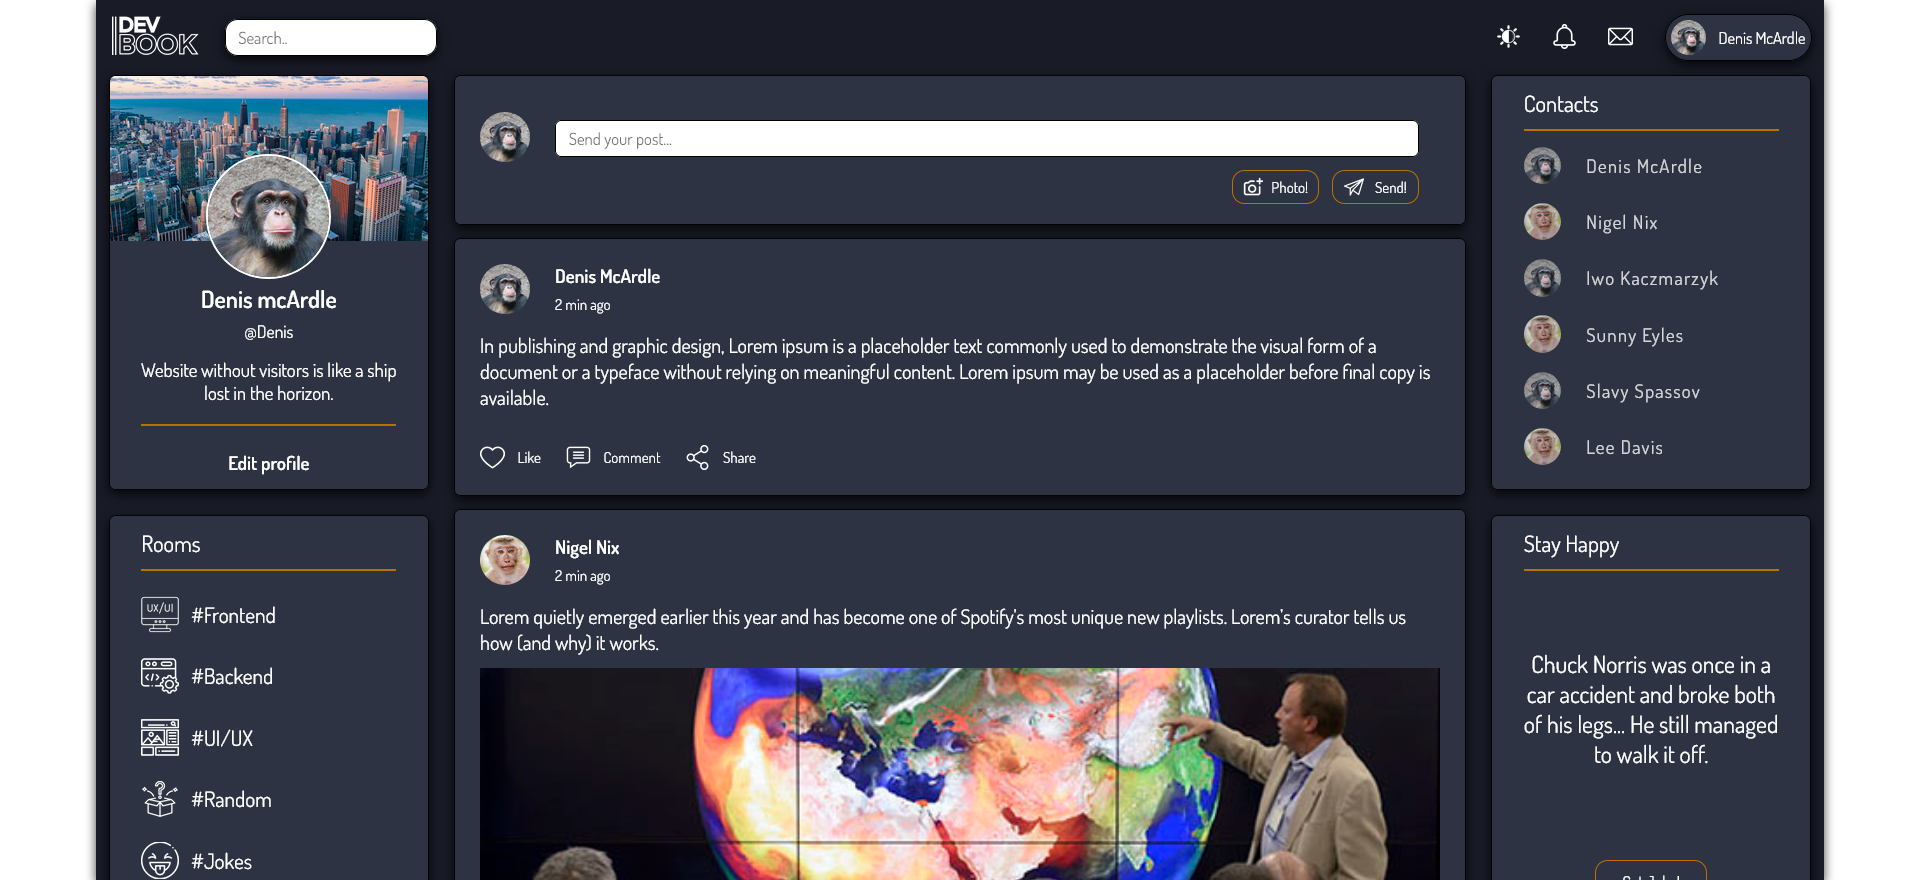 DEV
BOOK
Search..
Denis McArdle
Denis mcArdle
@Denis
Website without visitors is like a ship
lost in the horizon.
Edit profile
Rooms
UX/UI
#Frontend
#Backend
#UI/UX
#Random
#Jokes
Send your post...
Photo!
Send!
Denis McArdle
2 min ago
In publishing and graphic design, Lorem ipsum is a placeholder text commonly used to demonstrate the visual form of a
document or a typeface without relying on meaningful content. Lorem ipsum may be used as a placeholder before final copy is
available.
Like
Comment
Share
Nigel Nix
2 min ago
Lorem quietly emerged earlier this year and has become one of Spotify's most unique new playlists. Lorem's curator tells us
how (and why) it works.
Contacts
Denis McArdle
Nigel Nix
Iwo Kaczmarzyk
Sunny Eyles
Slavy Spassov
Lee Davis
Stay Happy
Chuck Norris was once in a
car accident and broke both
of his legs... He still managed
to walk it off.